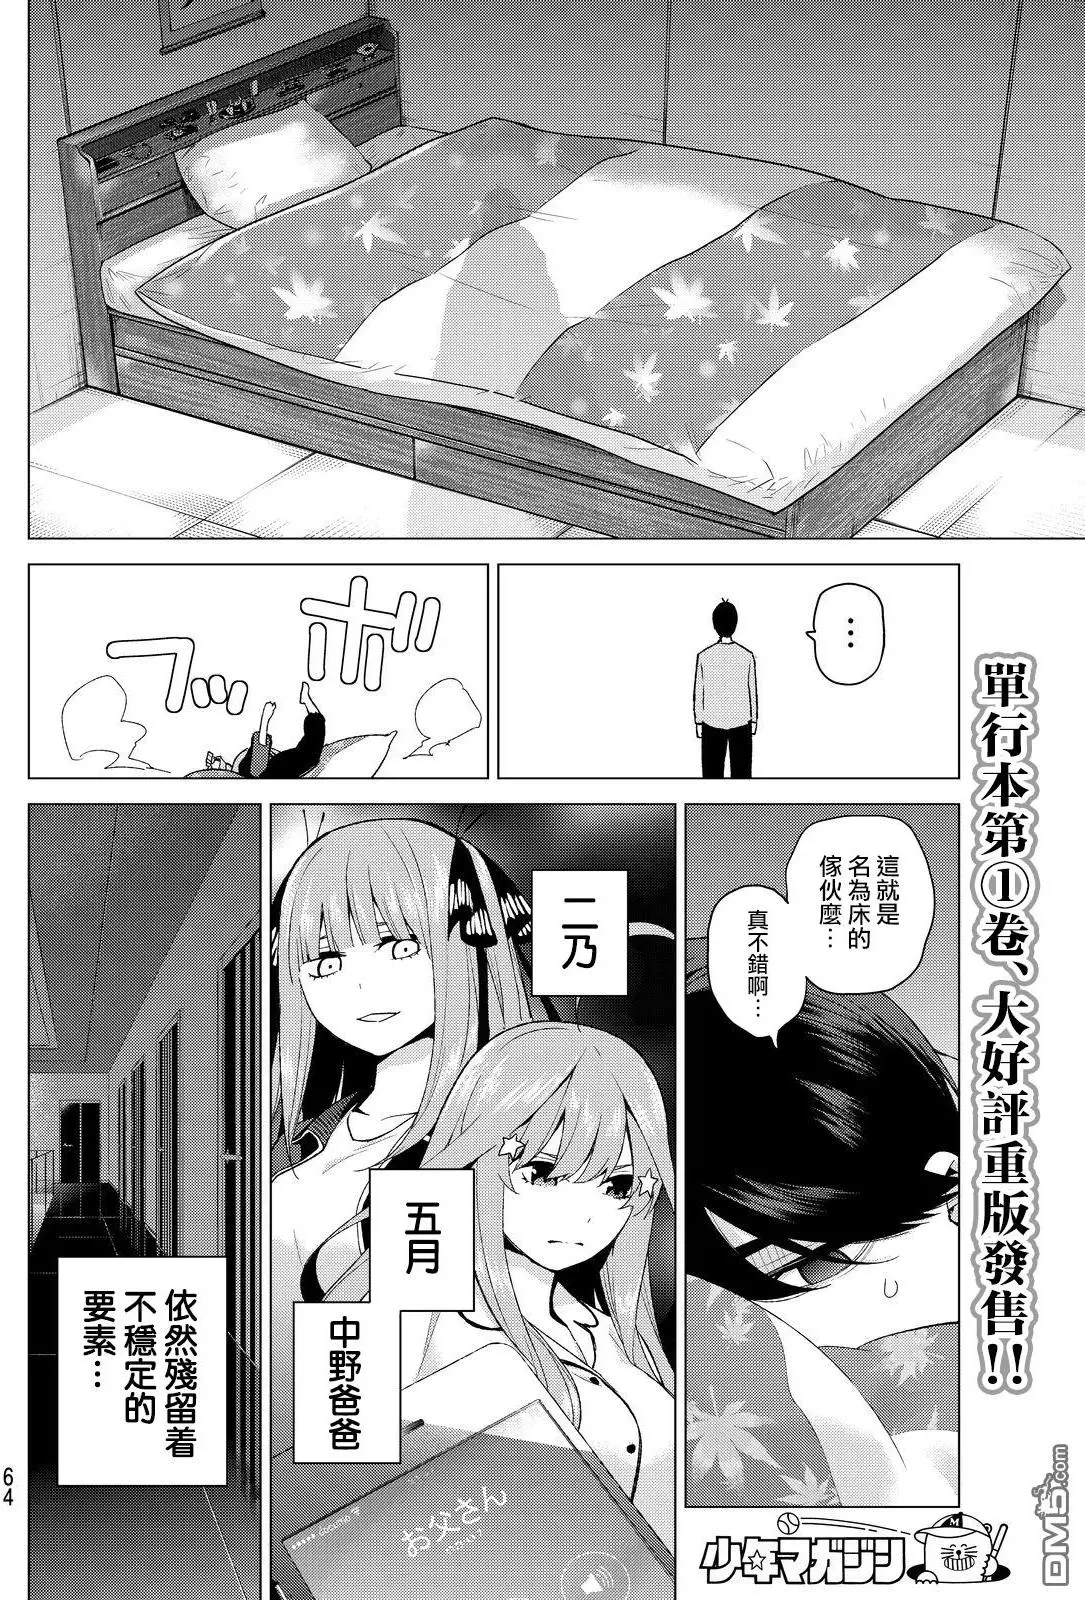 …
ボフッ
單行本第①卷、大好評重版發售!!
這就是
名為床的
傢伙麼…
真不錯啊…
二乃
五月
中野爸爸
お父さん
依然殘留着
不穩定的
要素…
64
少年マガジン
M
DM5.com